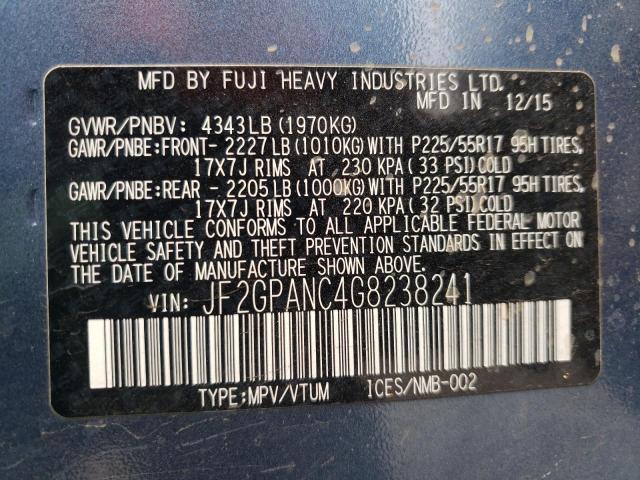 MFD BY FUJI HEAVY INDUSTRIES LTD.
MFD IN 12/15
GVWR/PNBV: 4343LB (1970KG)
GAWR/PNBE:FRONT- 2227LB (1010KG) WITH P225/55R17 95H TIRES,
17X7J RIMS AT 230 KPA( 33 PSI) COLD
GAWR/PNBE:REAR - 2205LB (1000KG) WITH P225/55R17 95H TIRES,
17X7J RIMS AT 220 KPA( 32 PSI) COLD
THIS VEHICLE CONFORMS TO ALL APPLICABLE FEDERAL MOTOR
VEHICLE SAFETY AND THEFT PREVENTION STANDARDS IN EFFECT ON
THE DATE OF MANUFACTURE SHOWN ABOVE.
VIN: JF2GPANC4G8238241
TYPE:MPV/VTUM ICES/NMB-002